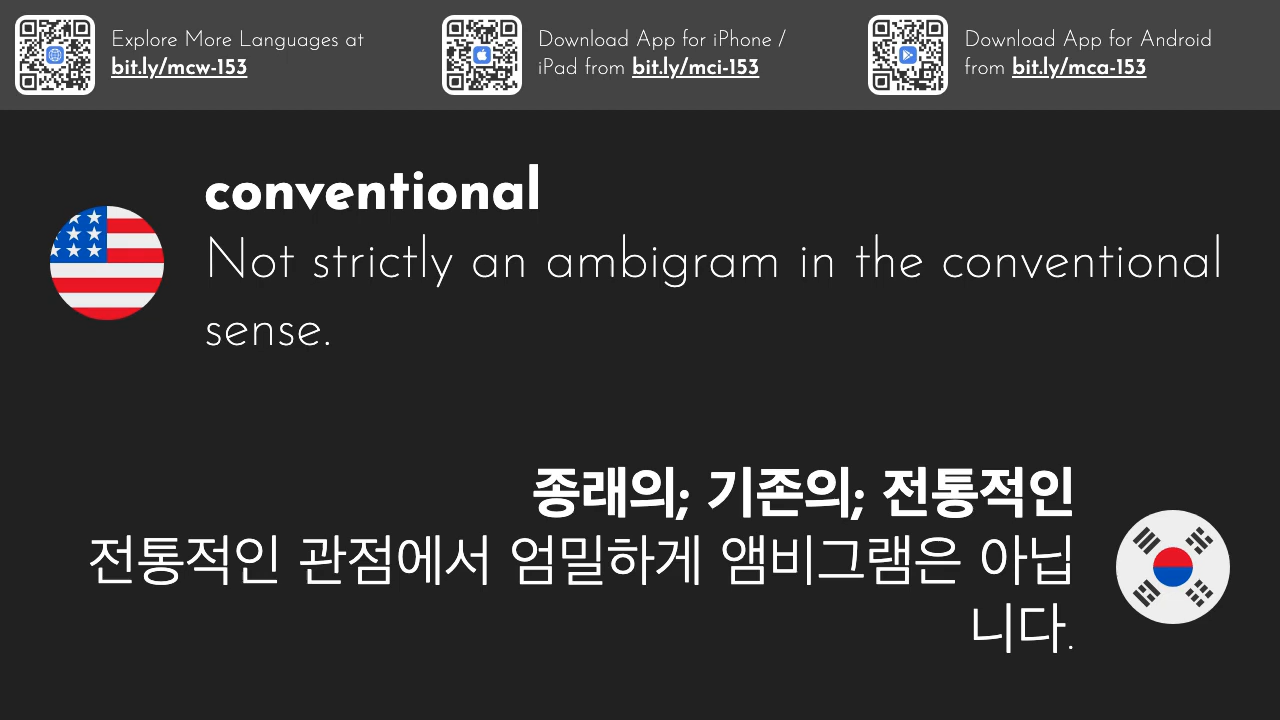 Explore More Languages at
bit.ly/mcw-153
Download App for iPhone /
iPad from bit.ly/mci-153
Download App for Android
from bit.ly/mca-153
conventional
Not strictly an ambigram in the conventional
sense.
종래의; 기존의; 전통적인
전통적인 관점에서 엄밀하게 앰비그램은 아닙
니다.